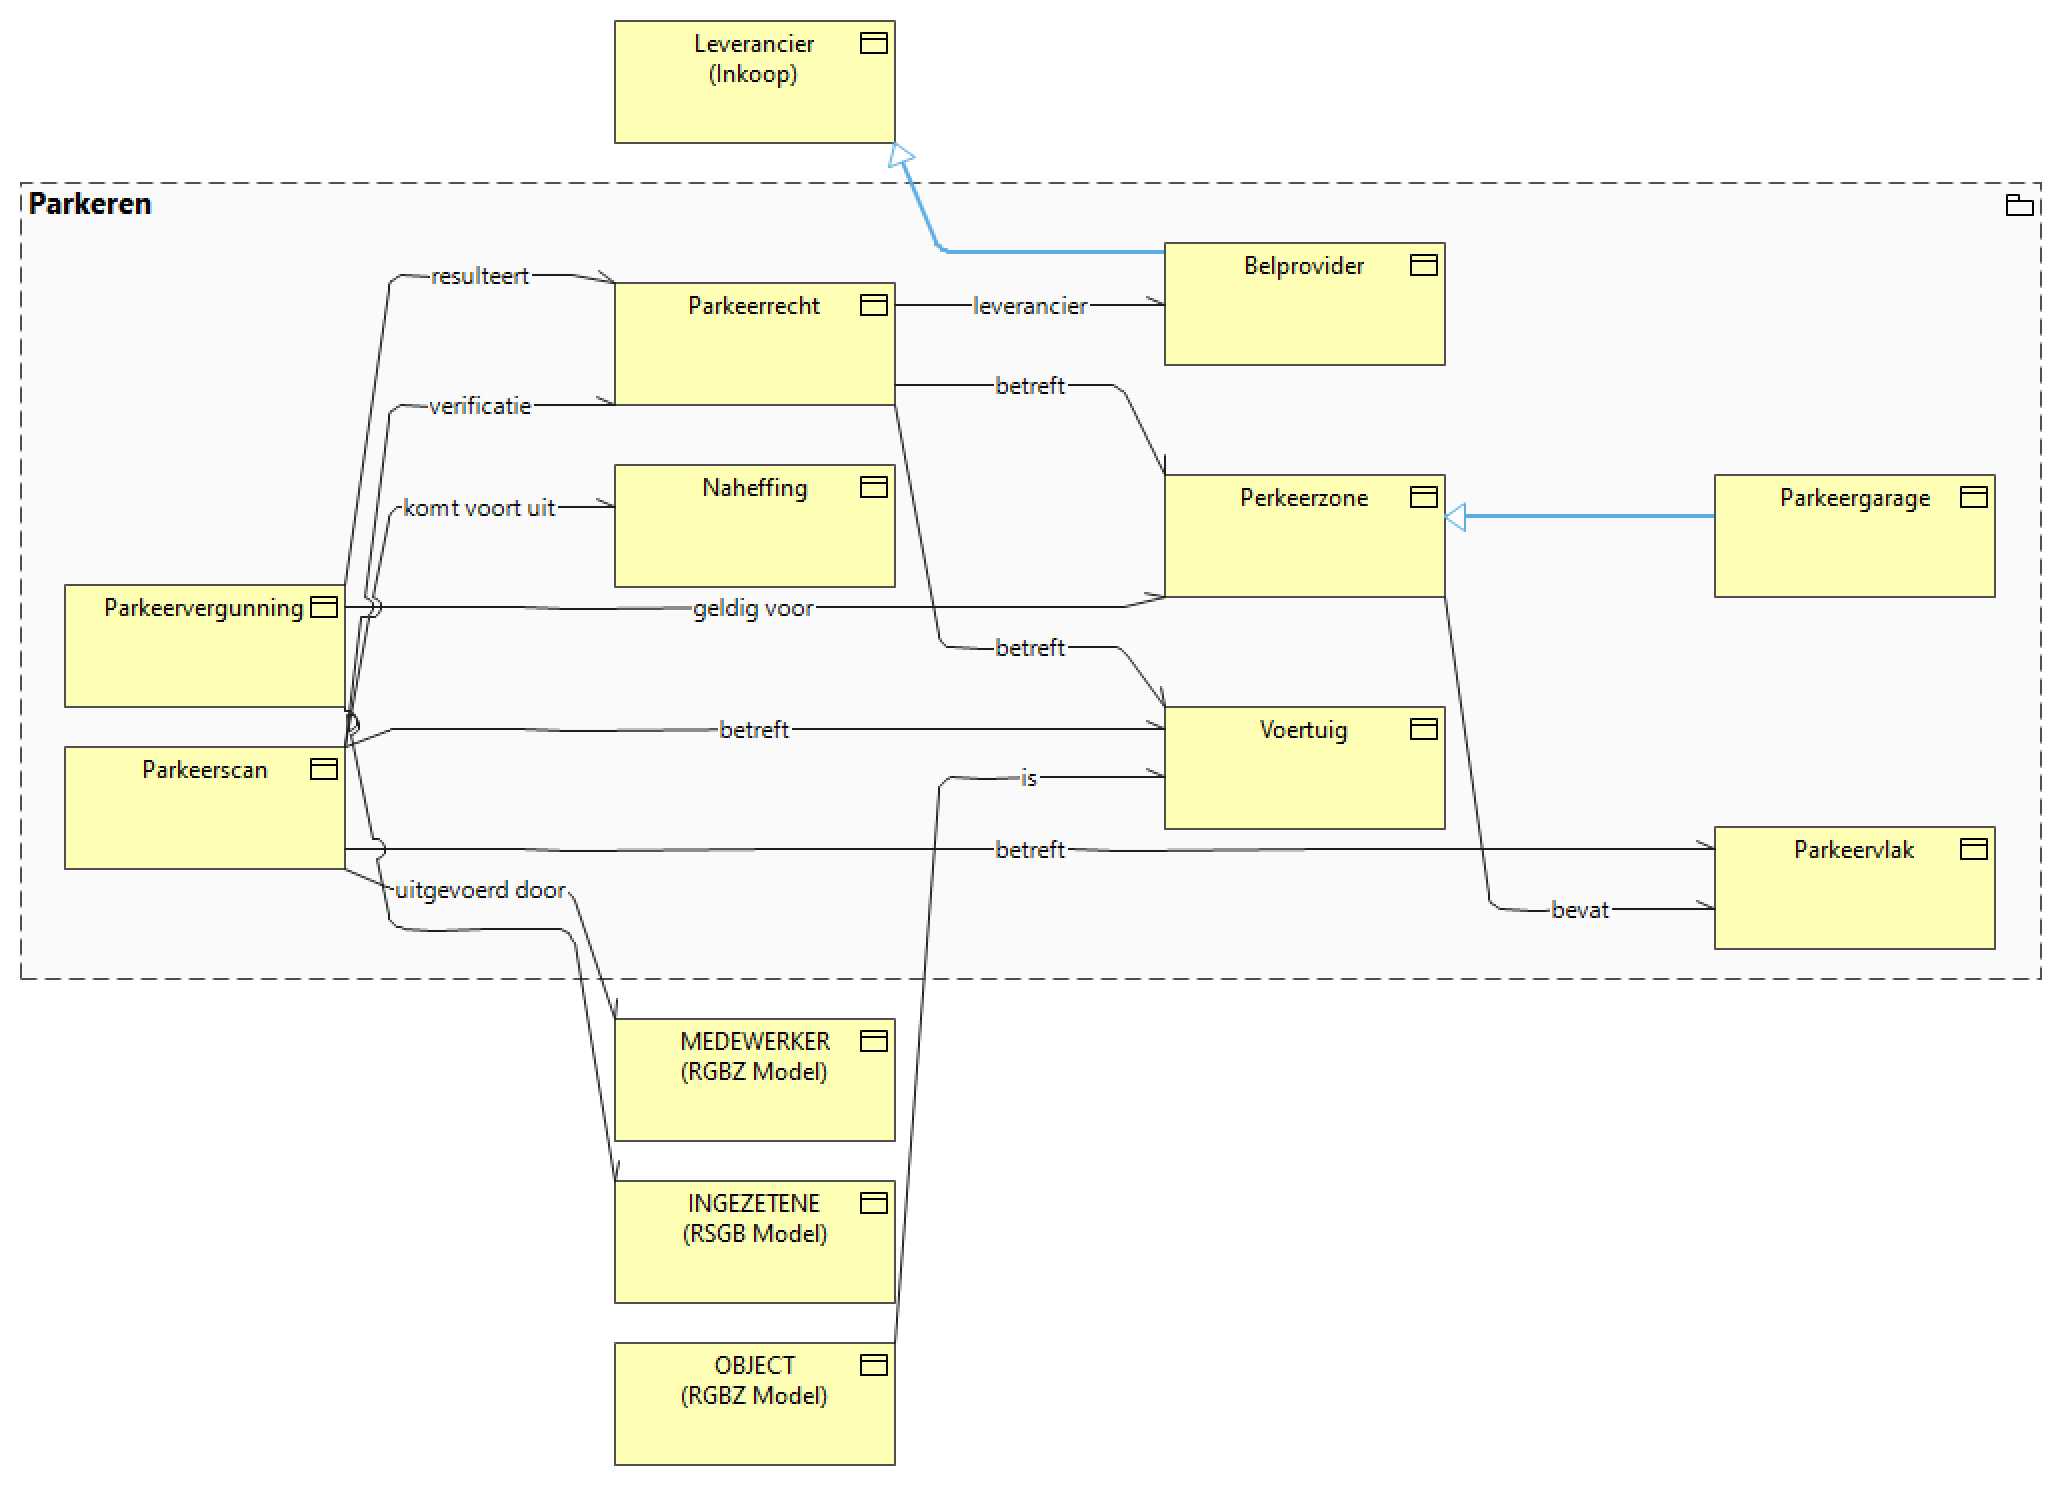 Leverancier
(Inkoop)
Parkeren
Belprovider
resulteert
Parkeerrecht
leverancier
betreft
verificatie
Naheffing
komt voort uit
Perkeerzone
Parkeergarage
Parkeervergunning
geldig voor
betreft
betreft
Voertuig
Parkeerscan
is
betreft
Parkeervlak
uitgevoerd door
bevat
MEDEWERKER
(RGBZ Model)
INGEZETENE
(RSGB Model)
OBJECT
(RGBZ Model)